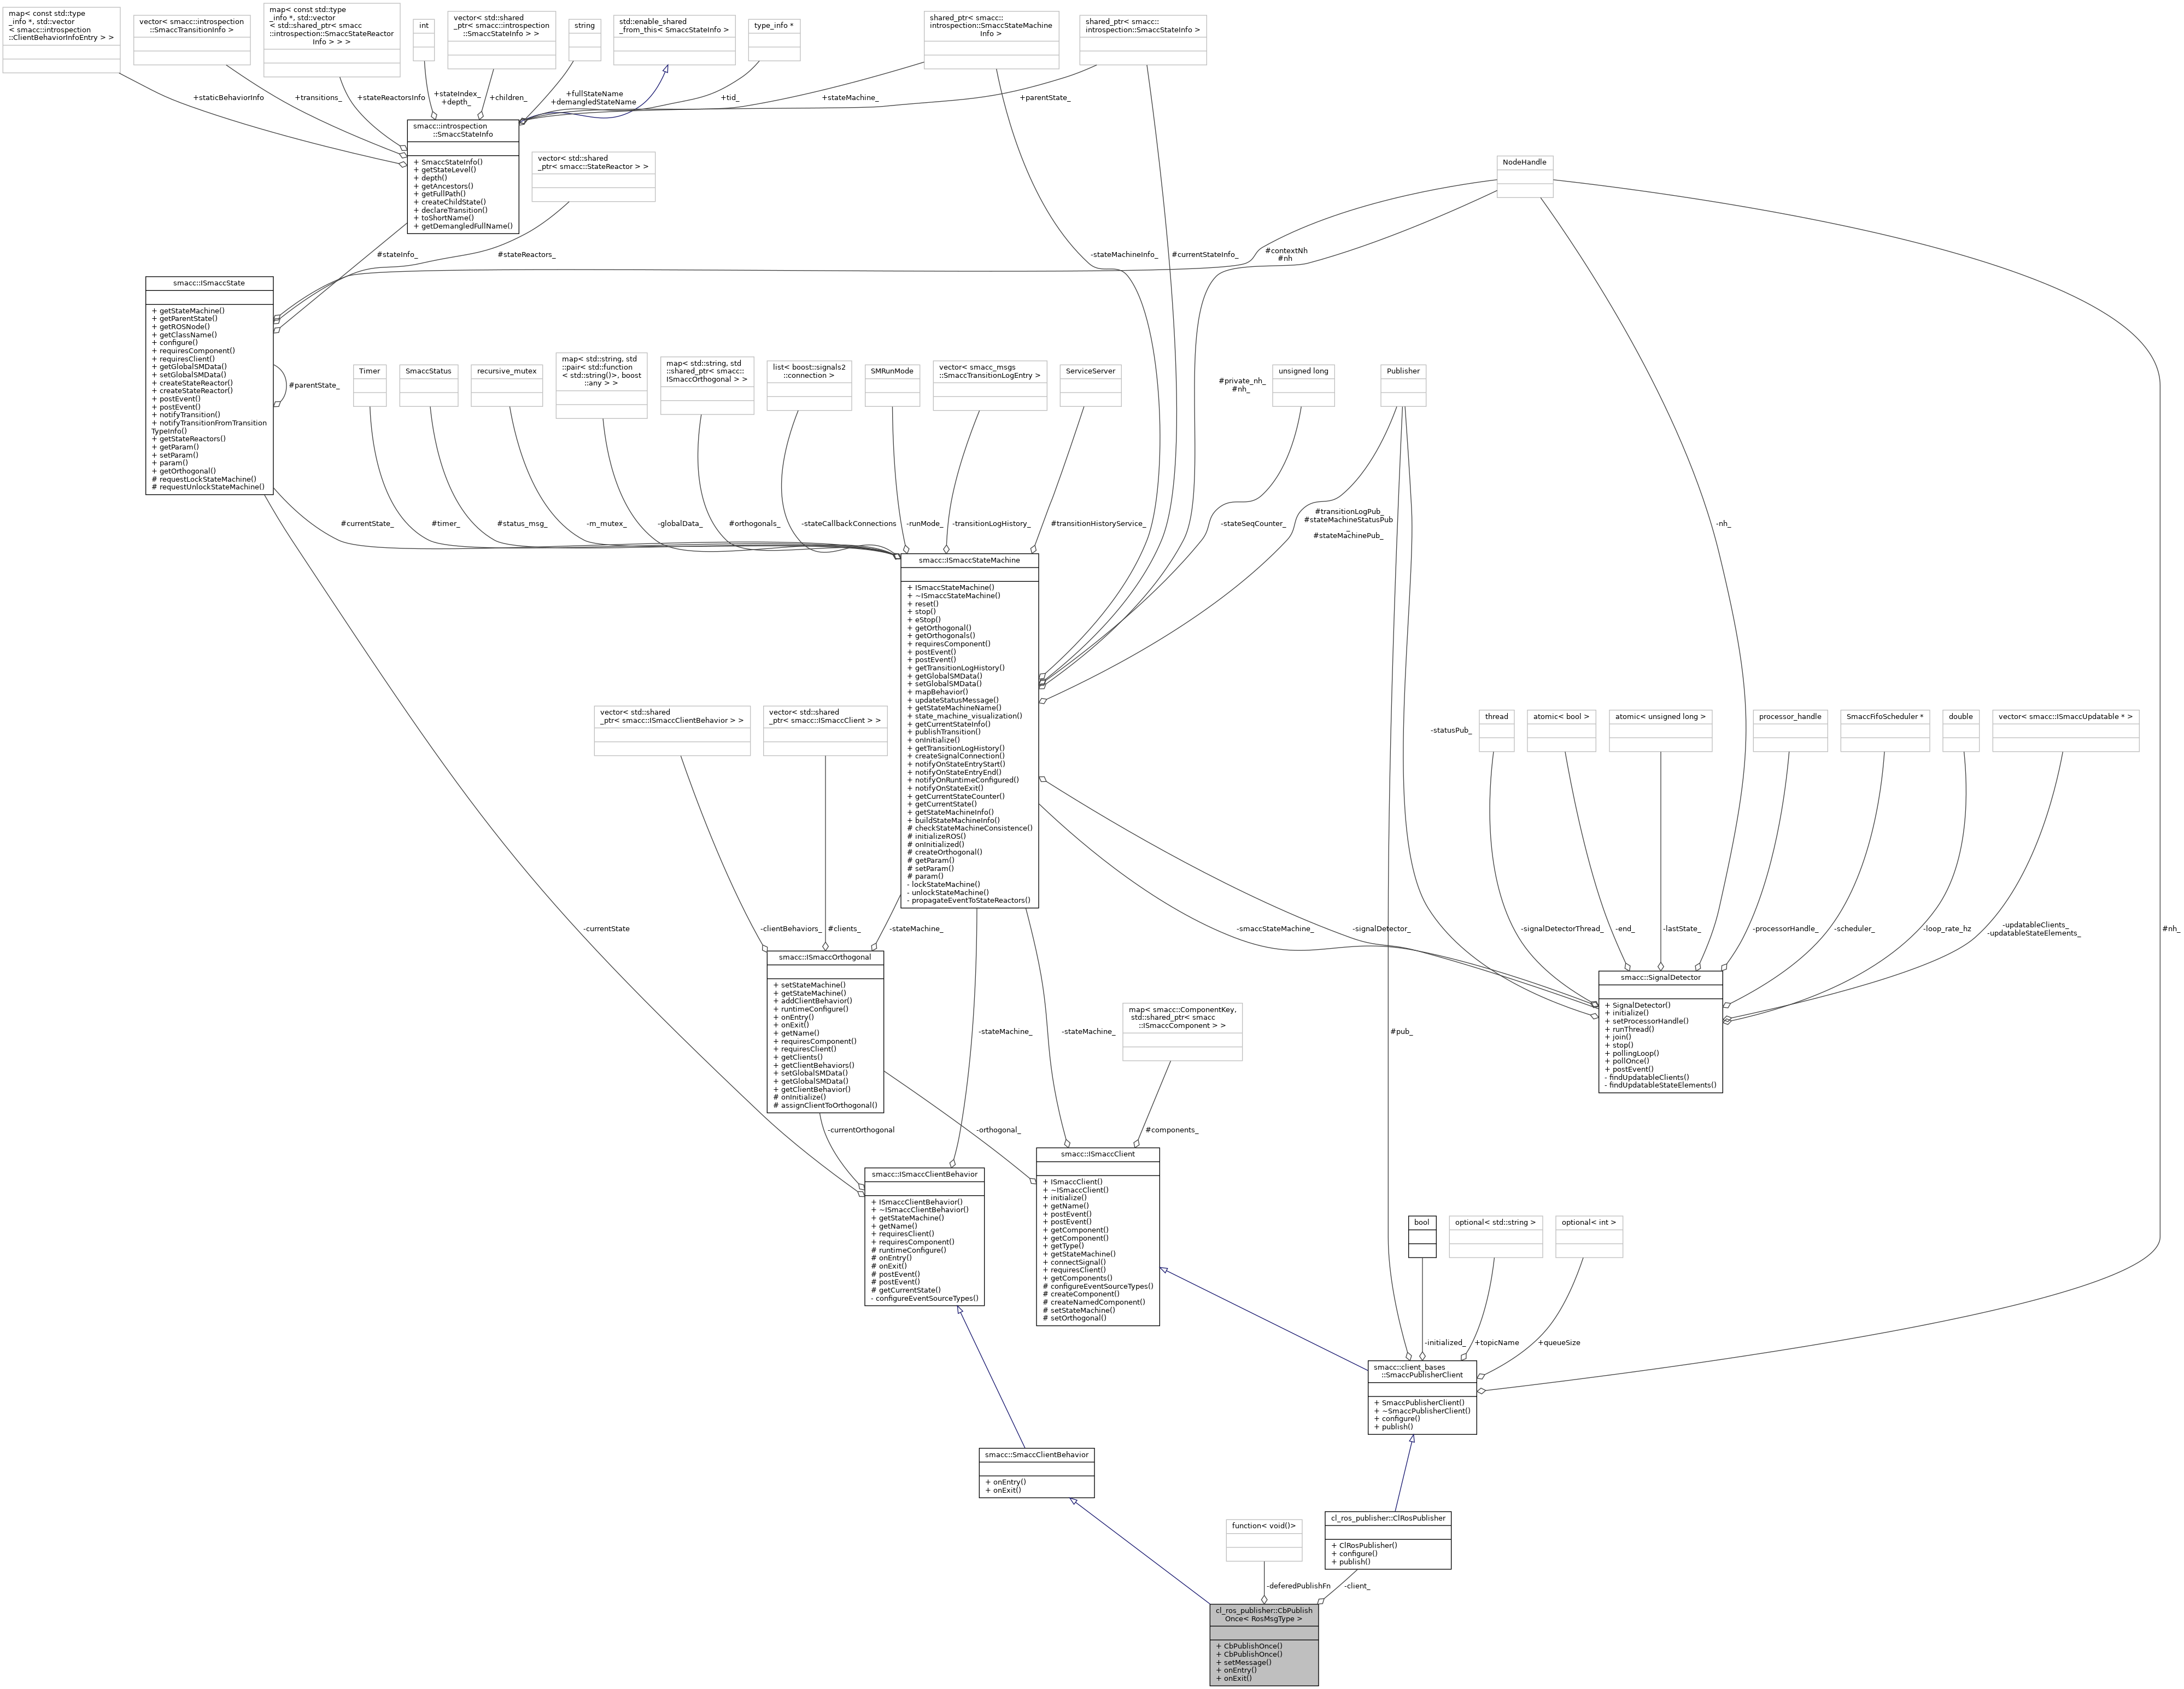 map< const std::type
_info *, std::vector
< smacc::introspection
::ClientBehaviorInfoEntry > >
vector< smacc::introspection
::SmaccTransitionInfo >
map< const std::type
_info *, std::vector
< std::shared_ptr< smacc
::introspection::SmaccStateReactor
Info > > >
int
vector< std::shared
_ptr< smacc::introspection
::SmaccStateInfo > >
string
std::enable_shared
_from_this< SmaccStateInfo >
type_info *
shared_ptr< smacc::
introspection::SmaccStateMachine
Info >
shared_ptr< smacc::
introspection::SmaccStateInfo >
+staticBehaviorInfo
+transitions_
+stateReactorsInfo
+stateIndex_
+depth_
+children_
+fullStateName
+demangledStateName
+tid_
+stateMachine_
+parentState_
smacc::introspection
::SmaccStateInfo
+ SmaccStateInfo()
+ getStateLevel()
+ depth()
+ getAncestors()
+ getFullPath()
+ createChildState()
+ declareTransition()
+ toShortName()
+ getDemangledFullName()
vector< std::shared
_ptr< smacc::StateReactor > >
NodeHandle
#stateInfo_
#stateReactors_
-stateMachineInfo_
#currentStateInfo_
#contextNh
#nh
smacc::ISmaccState
+ getStateMachine()
+ getParentState()
+ getROSNode()
+ getClassName()
+ configure()
+ requiresComponent()
+ requiresClient()
+ getGlobalSMData()
+ setGlobalSMData()
+ createStateReactor()
+ createStateReactor()
+ postEvent()
+ postEvent()
+ notifyTransition()
+ notifyTransitionFromTransition
TypeInfo()
+ getStateReactors()
+ getParam()
+ setParam()
+ param()
+ getOrthogonal()
# requestLockStateMachine()
# requestUnlockStateMachine()
#parentState_
Timer
SmaccStatus
recursive_mutex
map< std::string, std
::pair< std::function
< std::string()>, boost
::any > >
map< std::string, std
::shared_ptr< smacc::
ISmaccOrthogonal > >
list< boost::signals2
::connection >
SMRunMode
vector< smacc_msgs
::SmaccTransitionLogEntry >
ServiceServer
#private_nh_
#nh_
unsigned long
Publisher
#currentState_
#timer_
#status_msg_
-m_mutex_
-globalData_
#orthogonals_
-stateCallbackConnections
-runMode_
-transitionLogHistory_
#transitionHistoryService_
-stateSeqCounter_
#transitionLogPub_
#stateMachineStatusPub
_
#stateMachinePub_
-nh_
smacc::ISmaccStateMachine
+ ISmaccStateMachine()
+ ~ISmaccStateMachine()
+ reset()
+ stop()
+ eStop()
+ getOrthogonal()
+ getOrthogonals()
+ requiresComponent()
+ postEvent()
+ postEvent()
+ getTransitionLogHistory()
+ getGlobalSMData()
+ setGlobalSMData()
+ mapBehavior()
+ updateStatusMessage()
+ getStateMachineName()
+ state_machine_visualization()
+ getCurrentStateInfo()
+ publishTransition()
+ onInitialize()
+ getTransitionLogHistory()
+ createSignalConnection()
+ notifyOnStateEntryStart()
+ notifyOnStateEntryEnd()
+ notifyOnRuntimeConfigured()
+ notifyOnStateExit()
+ getCurrentStateCounter()
+ getCurrentState()
+ getStateMachineInfo()
+ buildStateMachineInfo()
# checkStateMachineConsistence()
# initializeROS()
# onInitialized()
# createOrthogonal()
# getParam()
# setParam()
# param()
- lockStateMachine()
- unlockStateMachine()
- propagateEventToStateReactors()
vector< std::shared
_ptr< smacc::ISmaccClientBehavior > >
vector< std::shared
_ptr< smacc::ISmaccClient > >
-statusPub_
thread
atomic< bool >
atomic< unsigned long >
processor_handle
SmaccFifoScheduler *
double
vector< smacc::ISmaccUpdatable * >
-currentState
-clientBehaviors_
#clients_
-stateMachine_
-smaccStateMachine_
-signalDetector_
-signalDetectorThread_
-end_
-lastState_
-processorHandle_
-scheduler_
-loop_rate_hz
-updatableClients_
-updatableStateElements_
#nh_
smacc::ISmaccOrthogonal
+ setStateMachine()
+ getStateMachine()
+ addClientBehavior()
+ runtimeConfigure()
+ onEntry()
+ onExit()
+ getName()
+ requiresComponent()
+ requiresClient()
+ getClients()
+ getClientBehaviors()
+ setGlobalSMData()
+ getGlobalSMData()
+ getClientBehavior()
# onInitialize()
# assignClientToOrthogonal()
smacc::SignalDetector
+ SignalDetector()
+ initialize()
+ setProcessorHandle()
+ runThread()
+ join()
+ stop()
+ pollingLoop()
+ pollOnce()
+ postEvent()
- findUpdatableClients()
- findUpdatableStateElements()
-stateMachine_
-stateMachine_
map< smacc::ComponentKey,
std::shared_ptr< smacc
::ISmaccComponent > >
#pub_
-currentOrthogonal
-orthogonal_
#components_
smacc::ISmaccClientBehavior
+ ISmaccClientBehavior()
+ ~ISmaccClientBehavior()
+ getStateMachine()
+ getName()
+ requiresClient()
+ requiresComponent()
# runtimeConfigure()
# onEntry()
# onExit()
# postEvent()
# postEvent()
# getCurrentState()
- configureEventSourceTypes()
smacc::ISmaccClient
+ ISmaccClient()
+ ~ISmaccClient()
+ initialize()
+ getName()
+ postEvent()
+ postEvent()
+ getComponent()
+ getComponent()
+ getType()
+ getStateMachine()
+ connectSignal()
+ requiresClient()
+ getComponents()
# configureEventSourceTypes()
# createComponent()
# createNamedComponent()
# setStateMachine()
# setOrthogonal()
bool
optional< std::string >
optional< int >
-initialized_
+topicName
+queueSize
smacc::client_bases
::SmaccPublisherClient
+ SmaccPublisherClient()
+ ~SmaccPublisherClient()
+ configure()
+ publish()
smacc::SmaccClientBehavior
+ onEntry()
+ onExit()
function< void()>
cl_ros_publisher::ClRosPublisher
+ ClRosPublisher()
+ configure()
+ publish()
-deferedPublishFn
-client_
cl_ros_publisher::CbPublish
Once< RosMsgType >
+ CbPublishOnce()
+ CbPublishOnce()
+ setMessage()
+ onEntry()
+ onExit()